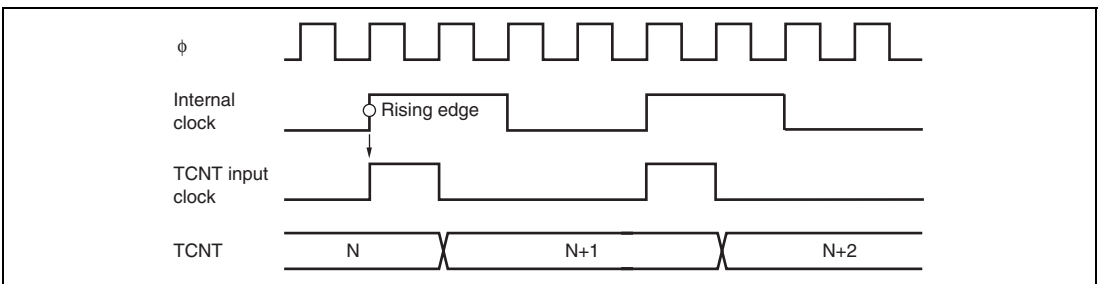 ϕ
Internal
clock
Rising edge
TCNT input
clock
TCNT
N
N+1
N+2